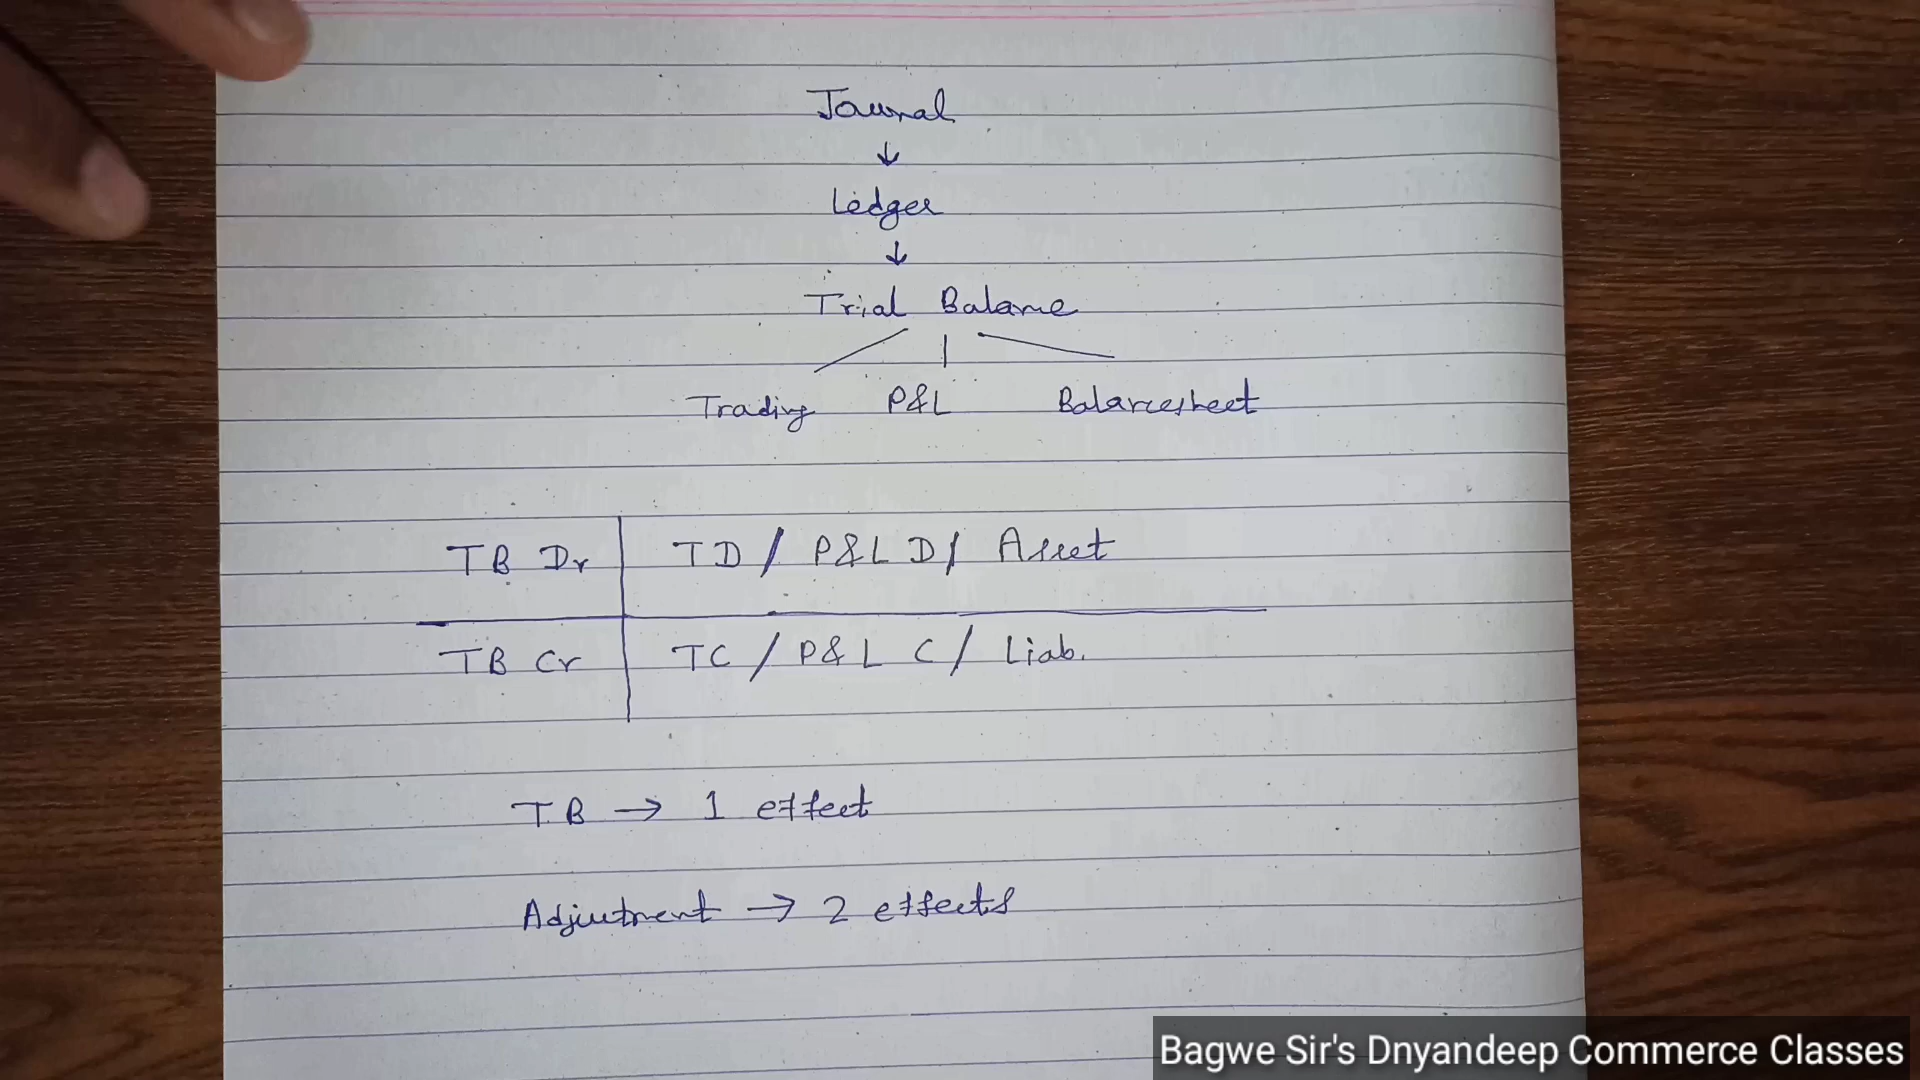 Journal
↓
Ledger
↓
Trial Balance
Trading P&L Balancesheet
TB Dr TD / P&L D/ Asset
TB Cr TC / P&L C/ Liab.
T.B → 1 effect
Adjustment → 2 effects
Bagwe Sir's Dnyandeep Commerce Classes